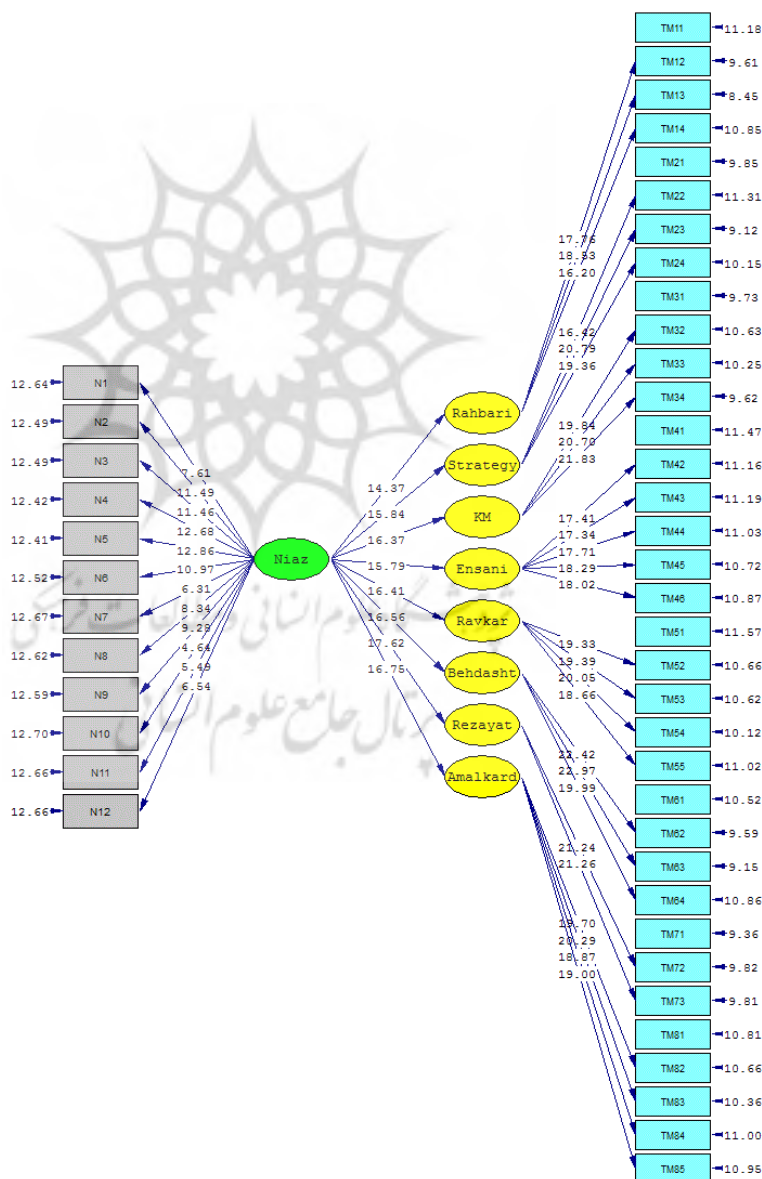 TM11 11.18
TM12 9.61
TM13 8.45
TM14 10.85
TM21 9.85
TM22 11.31
TM23 9.12
TM24 10.15
TM31 9.73
TM32 10.63
TM33 10.25
TM34 9.62
TM41 11.47
TM42 11.16
TM43 11.19
TM44 11.03
TM45 10.72
TM46 10.87
TM51 11.57
TM52 10.66
TM53 10.62
TM54 10.12
TM55 11.02
TM61 10.52
TM62 9.59
TM63 9.15
TM64 10.86
TM71 9.36
TM72 9.82
TM73 9.81
TM81 10.81
TM82 10.66
TM83 10.36
TM84 11.00
TM85 10.95
17.76
18.53
16.20
16.42
20.79
19.36
19.84
20.70
21.83
17.41
17.34
17.71
18.29
18.02
19.33
19.39
20.05
18.66
22.42
22.97
19.99
21.24
21.26
19.70
20.29
18.87
19.00
Rahbari
Strategy
KM
Ensani
Ravkar
Behdasht
Rezayat
Amalkard
14.37
15.84
16.37
15.79
16.41
16.56
17.62
16.75
Niaz
7.61
11.49
11.46
12.68
12.86
10.97
6.31
8.34
9.28
4.64
5.49
6.54
12.64 N1
12.49 N2
12.49 N3
12.42 N4
12.41 N5
12.52 N6
12.67 N7
12.62 N8
12.59 N9
12.70 N10
12.66 N11
12.66 N12
پرتال جامع علوم انسانی